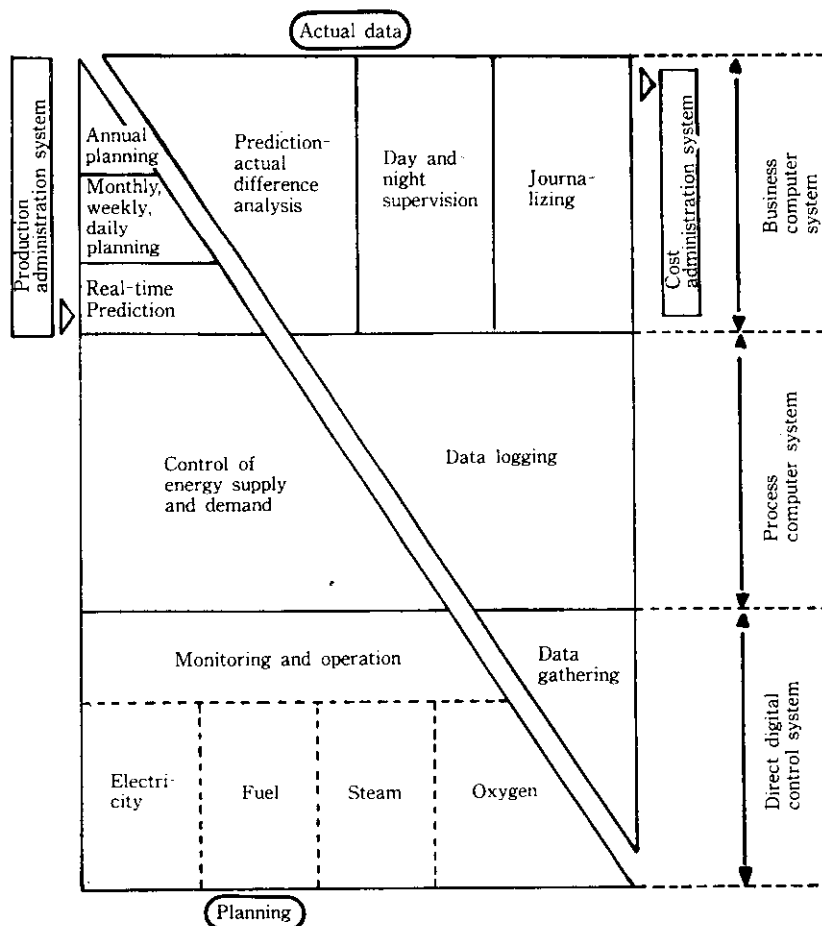 Actual data
Production
administration system
Annual
planning
Monthly,
weekly,
daily
planning
Real-time
Prediction
Prediction-
actual
difference
analysis
Day and
night
supervision
Journa-
lizing
Cost
administration system
Business
computer
system
Control of
energy supply
and demand
Data logging
Process
computer system
Monitoring and operation
Data
gathering
Electri-
city
Fuel
Steam
Oxygen
Direct digital
control system
Planning